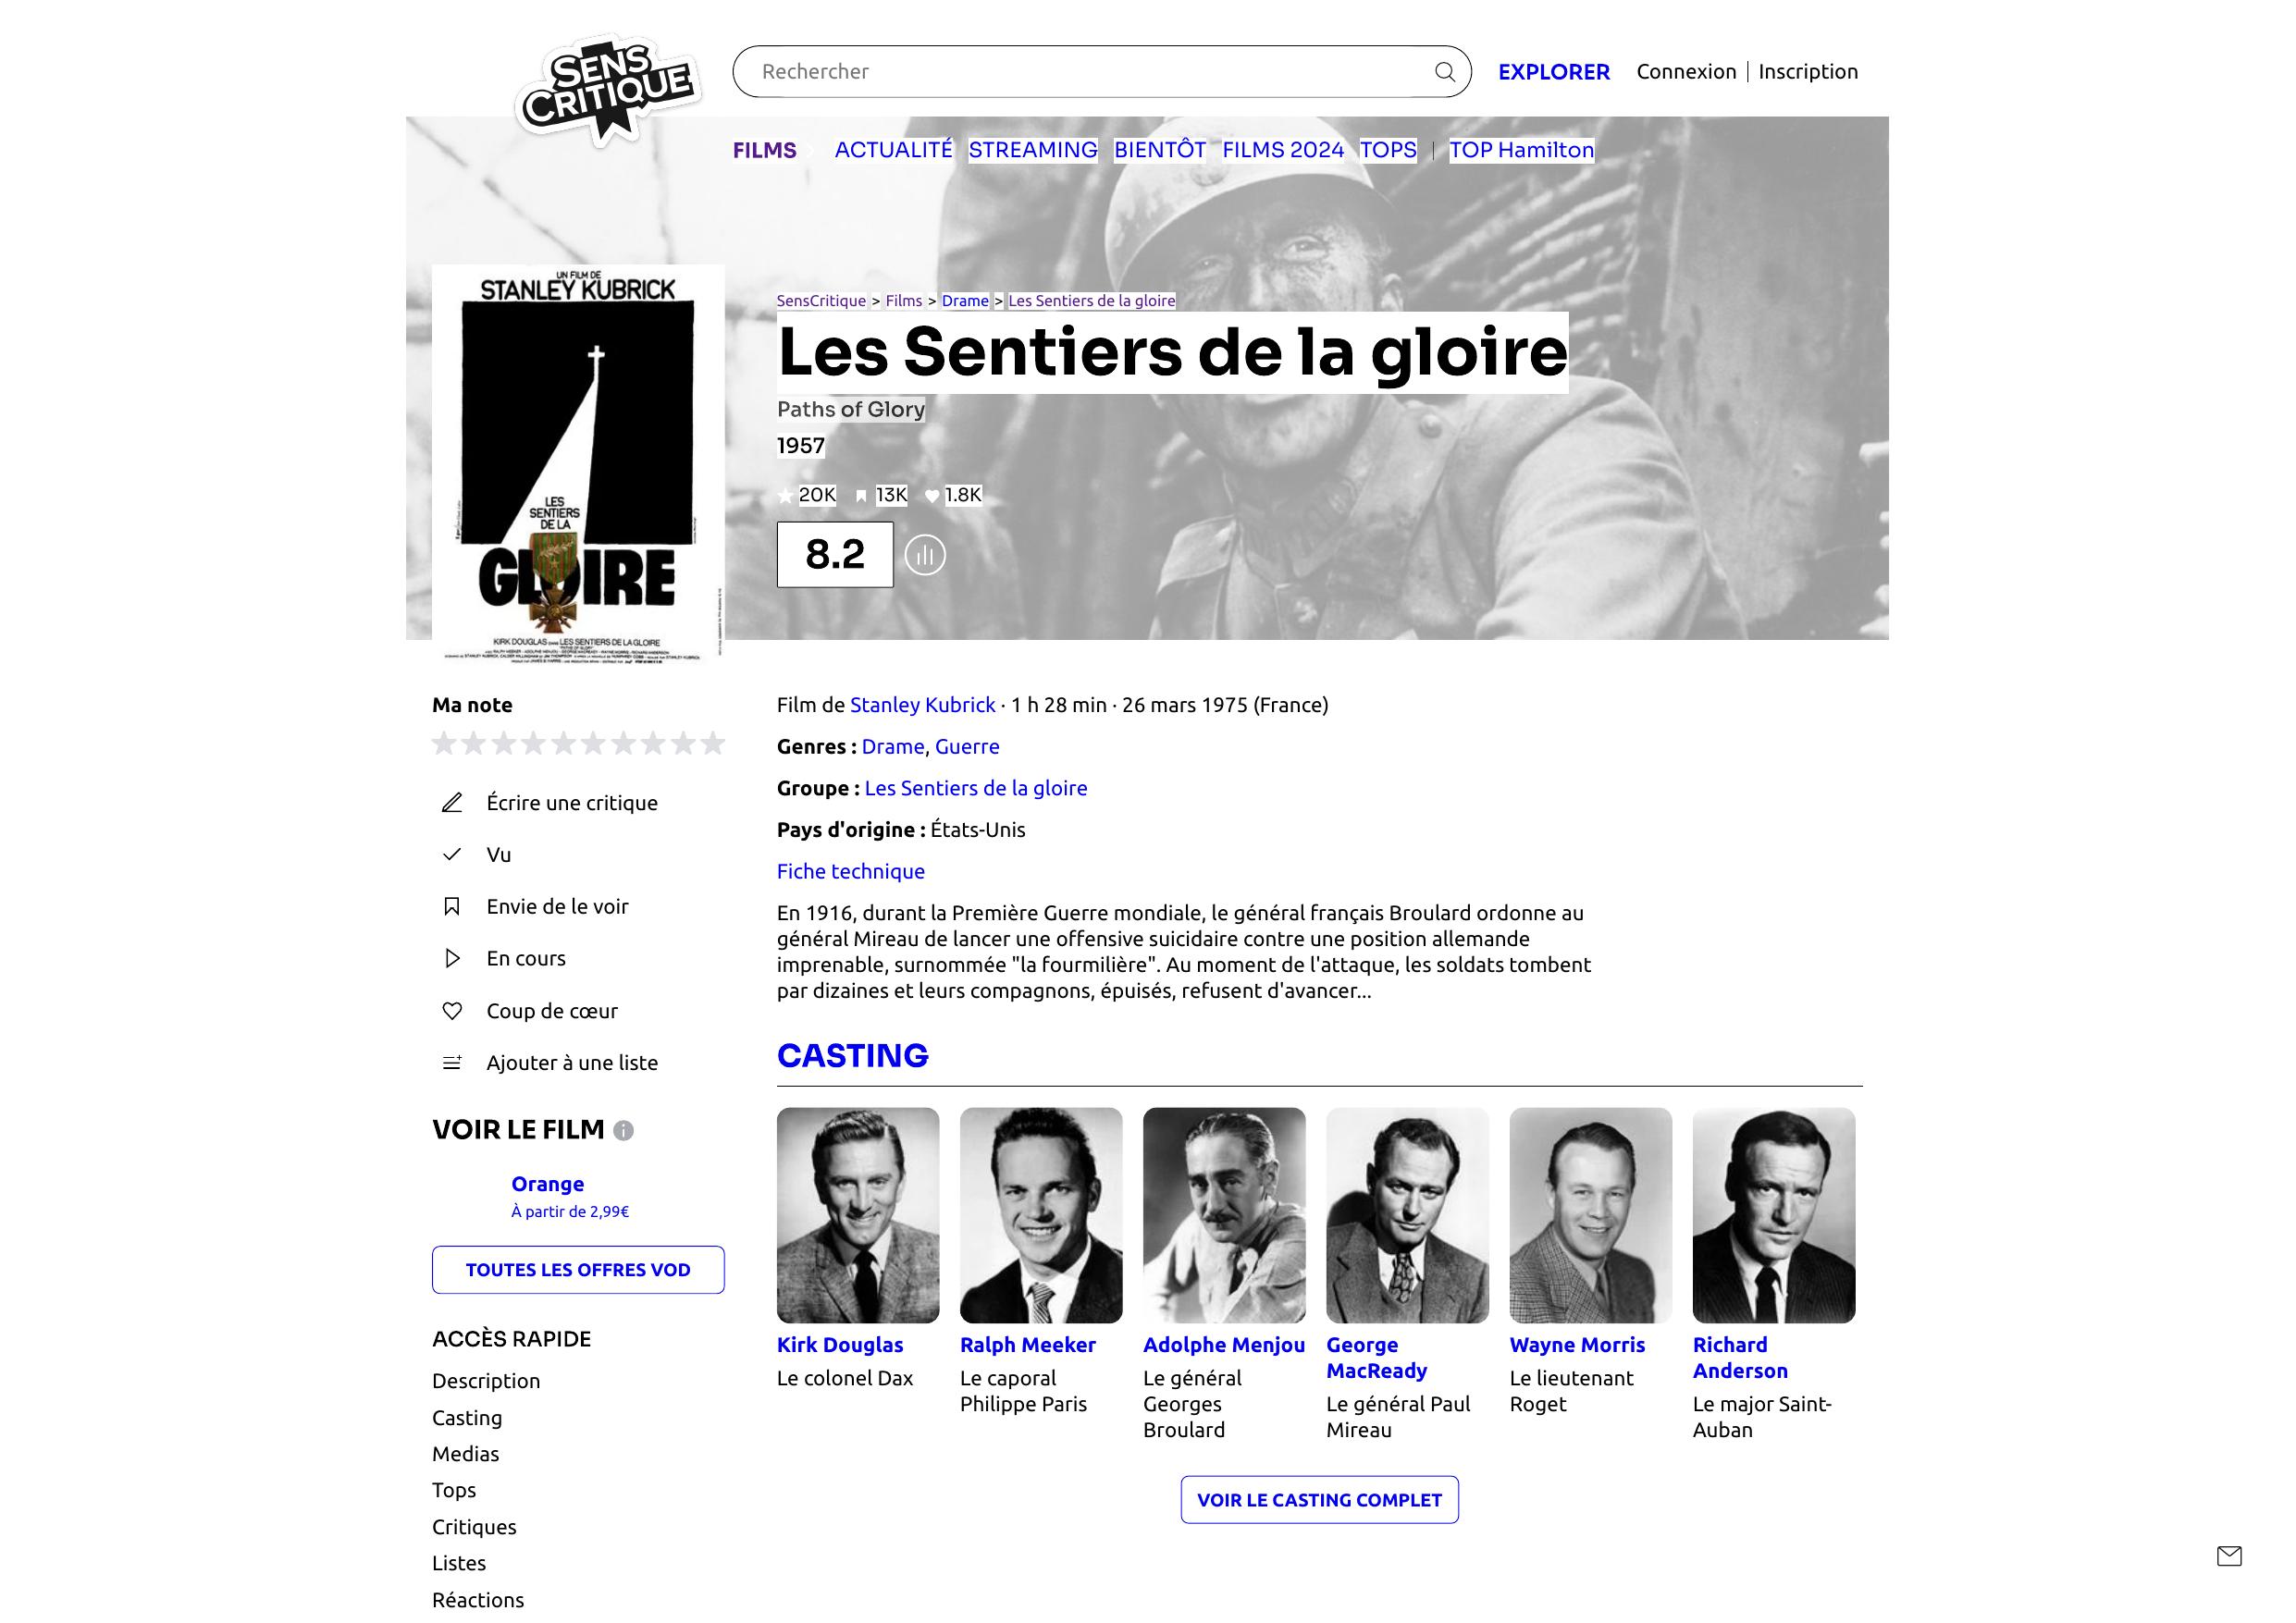 SENS
CRITIQUE
Rechercher
EXPLORER
Connexion | Inscription
FILMS
ACTUALITÉ STREAMING BIENTÔT FILMS 2024 TOPS | TOP Hamilton
UN FILM DE
STANLEY KUBRICK
LES
SENTIERS
DE LA
GLOIRE
KIRK DOUGLAS DANS LES SENTIERS DE LA GLOIRE
SensCritique > Films > Drame > Les Sentiers de la gloire
Les Sentiers de la gloire
Paths of Glory
1957
20K 13K 1.8K
8.2
Ma note
Écrire une critique
Vu
Envie de le voir
En cours
Coup de cœur
Ajouter à une liste
VOIR LE FILM
Orange
À partir de 2,99€
TOUTES LES OFFRES VOD
ACCÈS RAPIDE
Description
Casting
Medias
Tops
Critiques
Listes
Réactions
Film de Stanley Kubrick · 1 h 28 min · 26 mars 1975 (France)
Genres : Drame, Guerre
Groupe : Les Sentiers de la gloire
Pays d'origine : États-Unis
Fiche technique
En 1916, durant la Première Guerre mondiale, le général français Broulard ordonne au
général Mireau de lancer une offensive suicidaire contre une position allemande
imprenable, surnommée "la fourmilière". Au moment de l'attaque, les soldats tombent
par dizaines et leurs compagnons, épuisés, refusent d'avancer...
CASTING
Kirk Douglas
Le colonel Dax
Ralph Meeker
Le caporal
Philippe Paris
Adolphe Menjou
Le général
Georges
Broulard
George
MacReady
Le général Paul
Mireau
Wayne Morris
Le lieutenant
Roget
Richard
Anderson
Le major Saint-
Auban
VOIR LE CASTING COMPLET